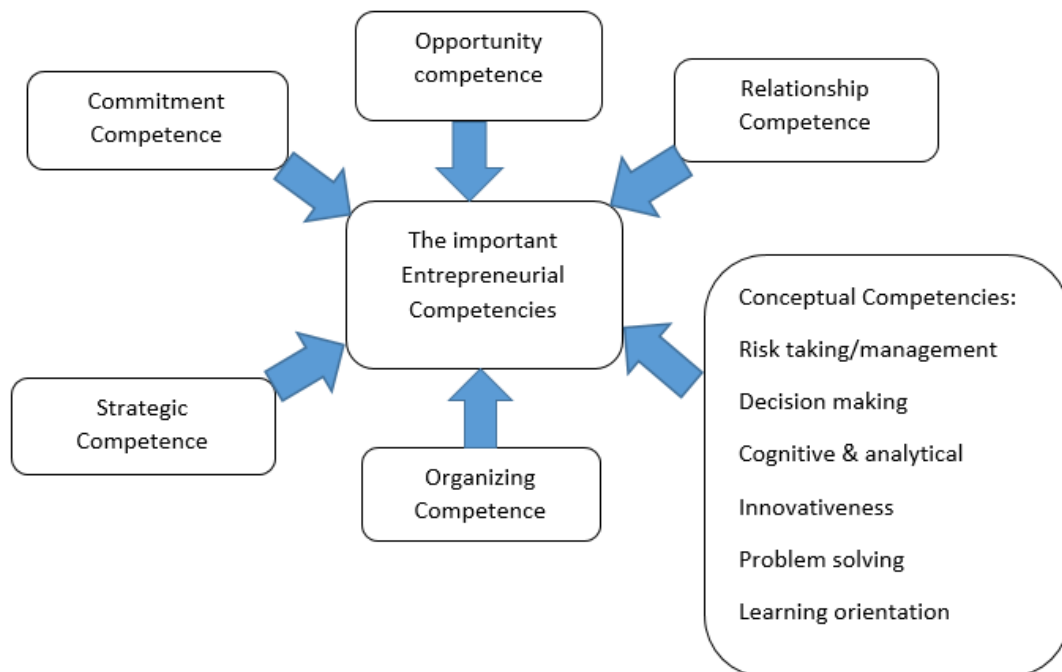 Opportunity
competence
Commitment
Competence
Relationship
Competence
The important
Entrepreneurial
Competencies
Conceptual Competencies:
Risk taking/management
Decision making
Cognitive & analytical
Innovativeness
Problem solving
Learning orientation
Strategic
Competence
Organizing
Competence